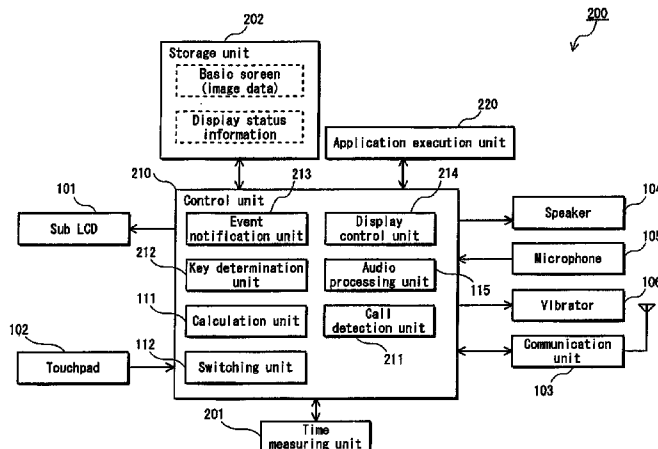 200
202
Storage unit
Basic screen
(image data)
Display status
information
220
Application execution unit
210
213
214
Control unit
101
Sub LCD
Event
notification unit
Display
control unit
104
Speaker
105
Microphone
212
Key determination
unit
Audio
processing unit
115
106
Vibrator
111
Calculation unit
Call
detection unit
211
102
Touchpad
112
Switching unit
Communication
unit
103
201
Time
measuring unit